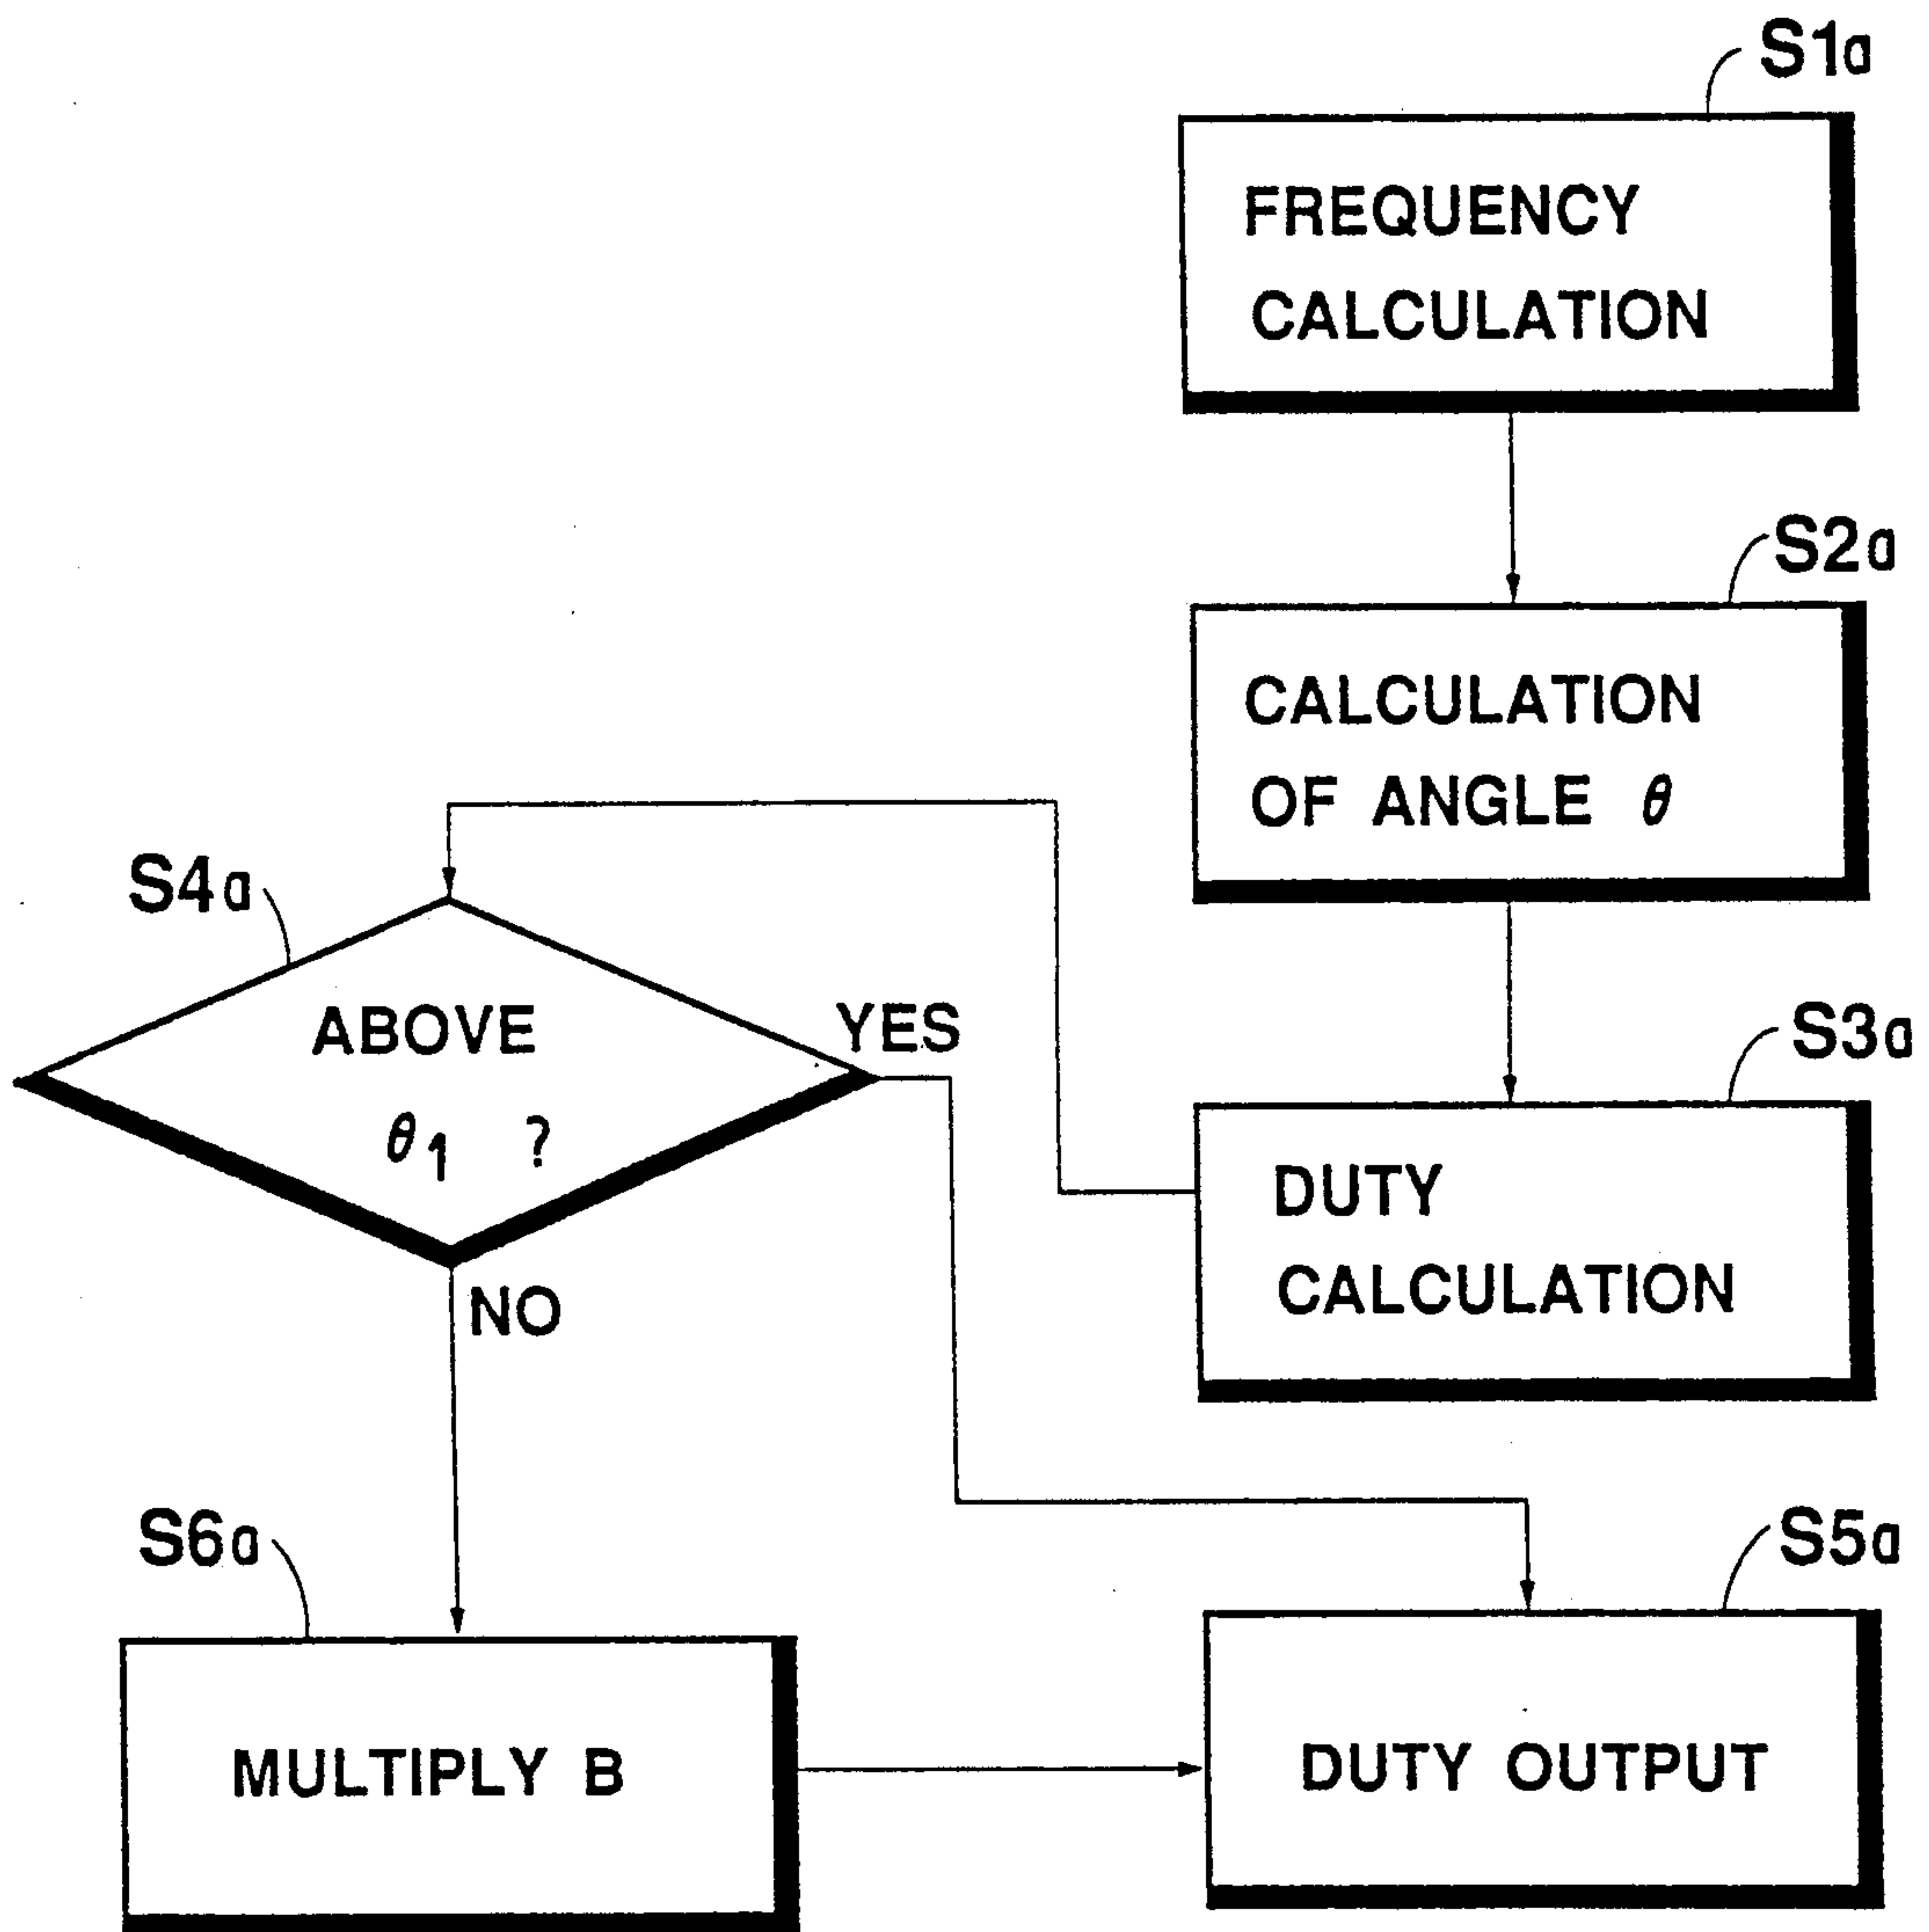 S1a
FREQUENCY
CALCULATION
S2a
CALCULATION
OF ANGLE θ
S3a
DUTY
CALCULATION
S4a
ABOVE
θ1 ?
YES
NO
S6a
MULTIPLY B
S5a
DUTY OUTPUT